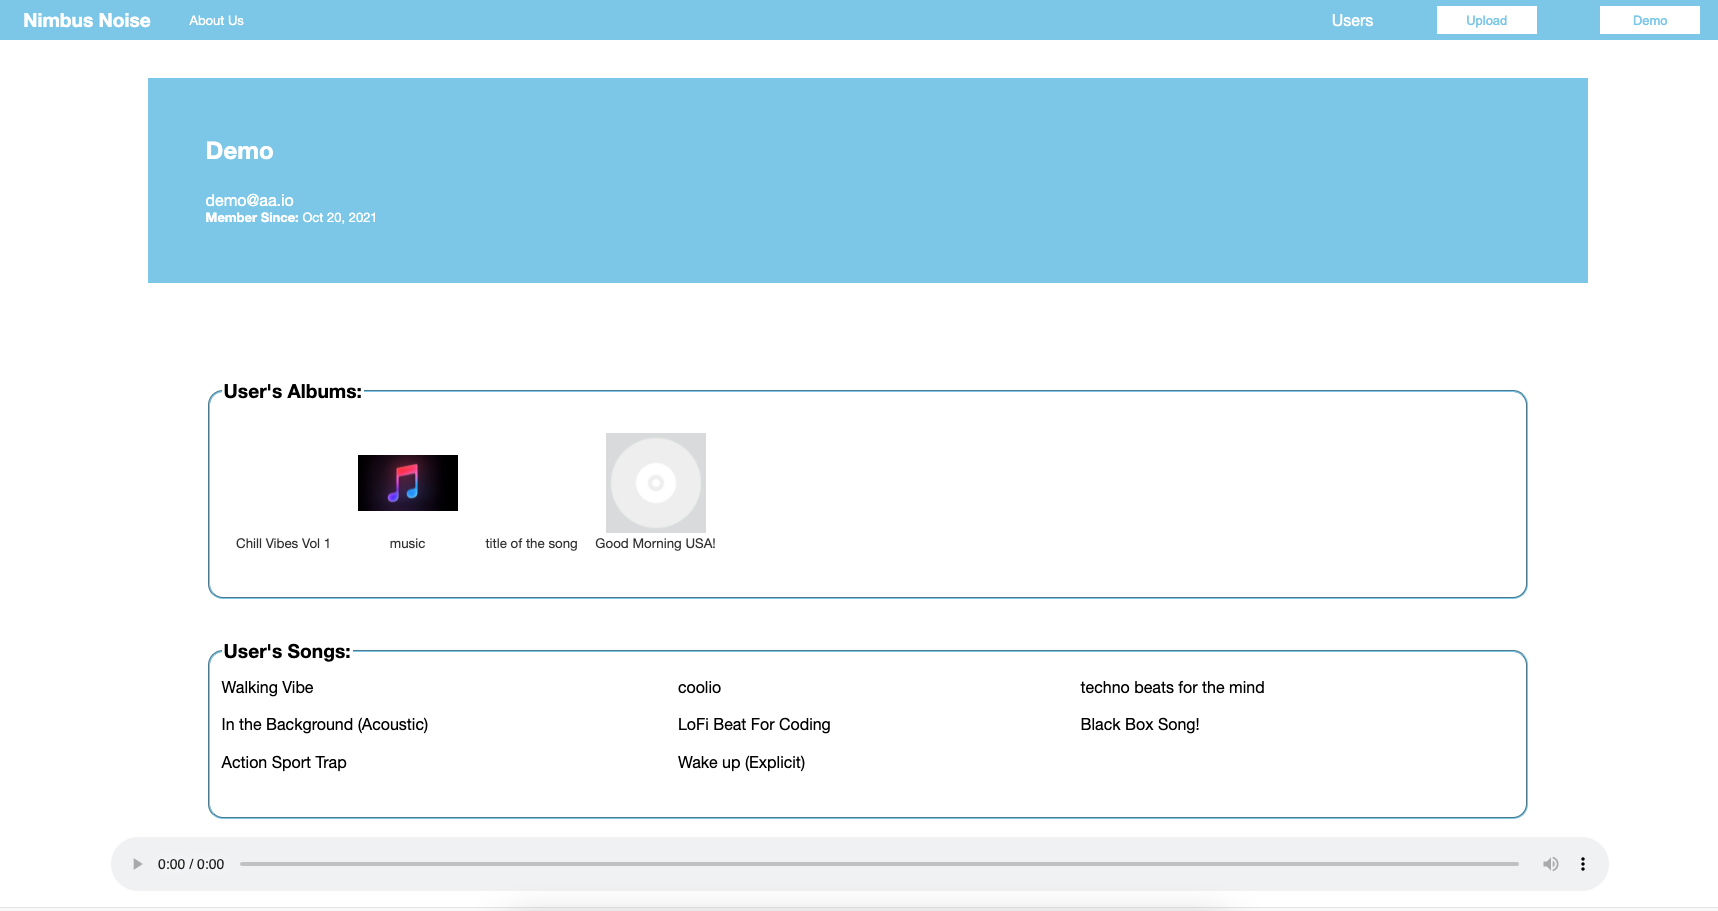 Nimbus Noise About Us Users Upload Demo
Demo
demo@aa.io
Member Since: Oct 20, 2021
User's Albums:
Chill Vibes Vol 1 music title of the song Good Morning USA!
User's Songs:
Walking Vibe coolio techno beats for the mind
In the Background (Acoustic) LoFi Beat For Coding Black Box Song!
Action Sport Trap Wake up (Explicit)
0:00 / 0:00